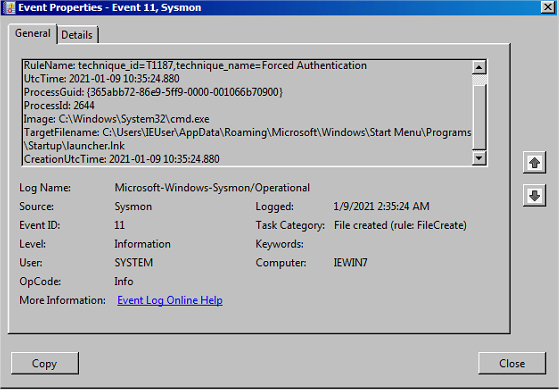 Event Properties - Event 11, Sysmon
General Details
RuleName: technique_id=T1187,technique_name=Forced Authentication
UtcTime: 2021-01-09 10:35:24.880
ProcessGuid: {365abb72-86e9-5ff9-0000-001066b70900}
ProcessId: 2644
Image: C:\Windows\System32\cmd.exe
TargetFilename: C:\Users\IEUser\AppData\Roaming\Microsoft\Windows\Start Menu\Programs
\Startup\launcher.lnk
CreationUtcTime: 2021-01-09 10:35:24.880
Log Name: Microsoft-Windows-Sysmon/Operational
Source: Sysmon Logged: 1/9/2021 2:35:24 AM
Event ID: 11 Task Category: File created (rule: FileCreate)
Level: Information Keywords:
User: SYSTEM Computer: IEWIN7
OpCode: Info
More Information: Event Log Online Help
Copy Close